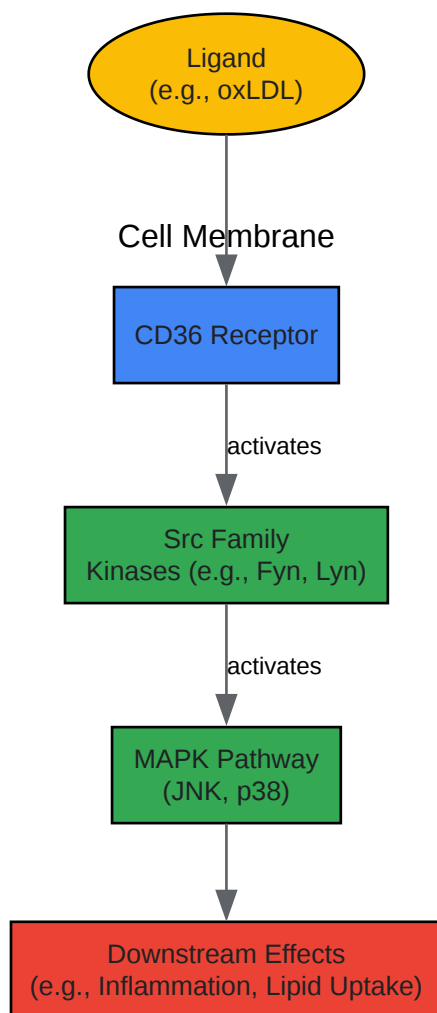 Ligand
(e.g., oxLDL)
Cell Membrane
CD36 Receptor
activates
Src Family
Kinases (e.g., Fyn, Lyn)
activates
MAPK Pathway
(JNK, p38)
Downstream Effects
(e.g., Inflammation, Lipid Uptake)